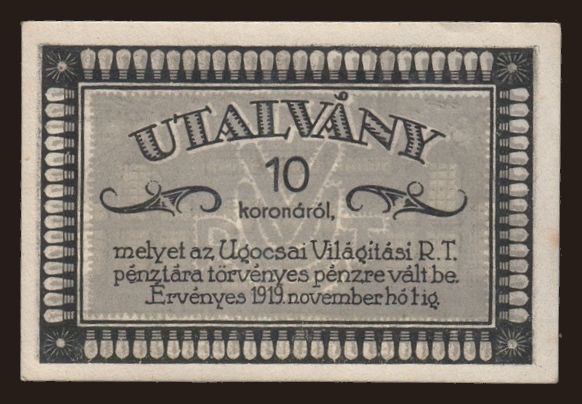 UTALVÁNY
10
koronáról,
melyet az Ugocsai Világítási R.T.
pénztára törvényes pénzre vált be.
Érvényes 1919. november hó 1 ig.